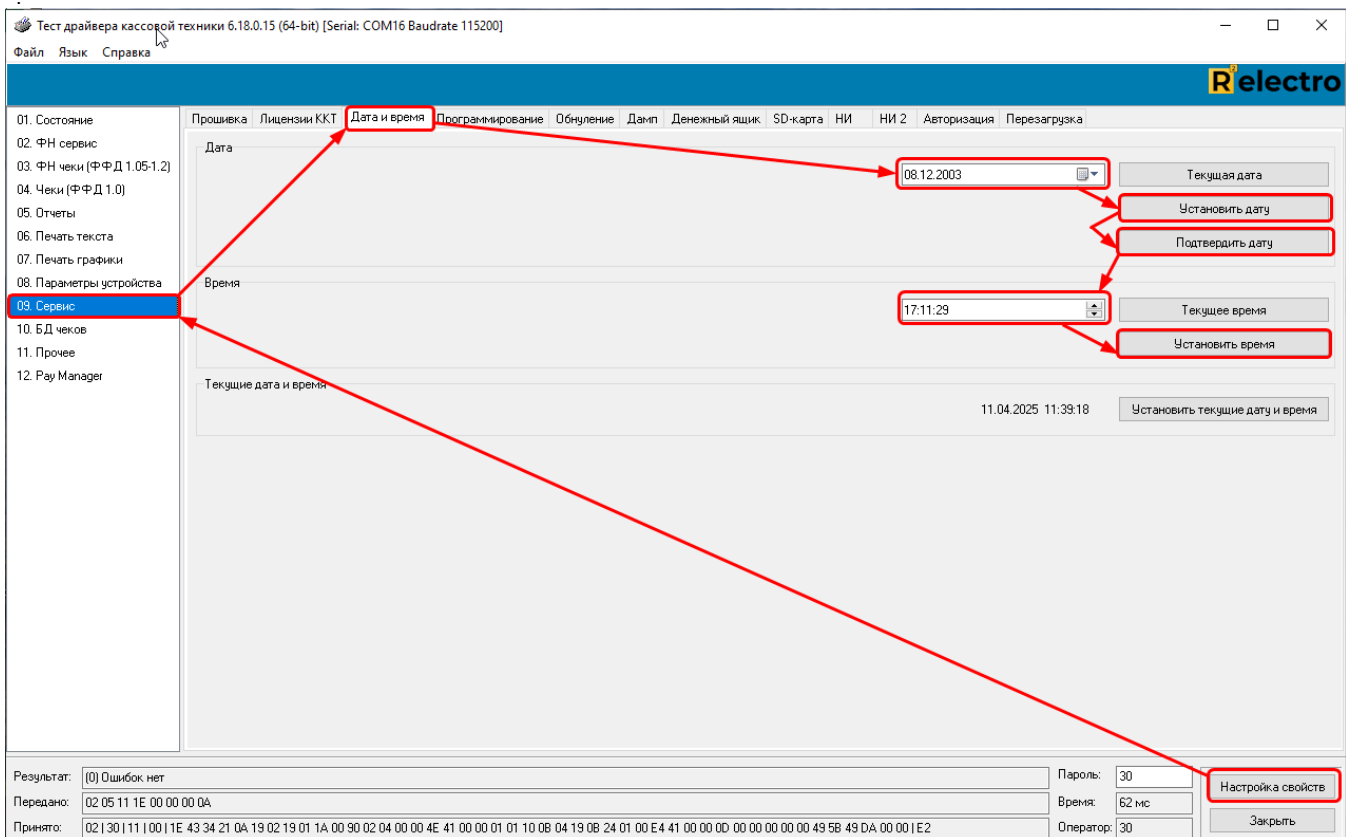 Тест драйвера кассовой техники 6.18.0.15 (64-bit) [Serial: COM16 Baudrate 115200]
Файл Язык Справка
R2electro
01. Состояние
02. ФН сервис
03. ФН чеки (ФФД 1.05-1.2)
04. Чеки (ФФД 1.0)
05. Отчеты
06. Печать текста
07. Печать графики
08. Параметры устройства
09. Сервис
10. БД чеков
11. Прочее
12. Pay Manager
Прошивка Лицензии ККТ Дата и время Программирование Обнуление Дамп Денежный ящик SD-карта НИ НИ 2 Авторизация Перезагрузка
Дата
08.12.2003 Текущая дата
Установить дату
Подтвердить дату
Время
17:11:29 Текущее время
Установить время
Текущие дата и время
11.04.2025 11:39:18 Установить текущие дату и время
Результат: (0) Ошибок нет Пароль: 30 Настройка свойств
Передано: 02 05 11 1E 00 00 00 0A Время: 62 мс
Принято: 02 | 30 | 11 | 00 | 1E 43 34 21 0A 19 02 19 01 1A 00 90 02 04 00 00 4E 41 00 00 01 01 10 0B 04 19 0B 24 01 00 E4 41 00 00 0D 00 00 00 00 00 49 5B 49 DA 00 00 | E2 Оператор: 30 Закрыть